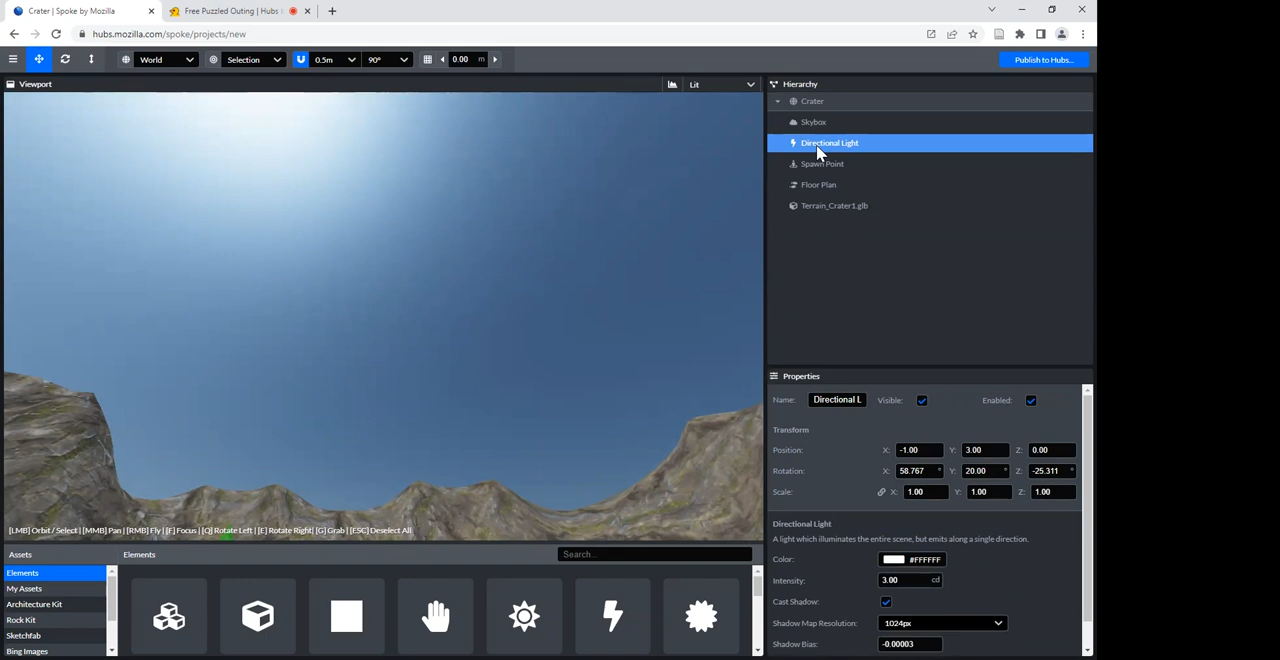 Crater | Spoke by Mozilla
Free Puzzled Outing | Hubs
hubs.mozilla.com/spoke/projects/new
World
Selection
0.5m
90°
0.00 m
Publish to Hubs...
Viewport
Lit
Hierarchy
Crater
Skybox
Directional Light
Spawn Point
Floor Plan
Terrain_Crater1.glb
[LMB] Orbit / Select | [MMB] Pan | [RMB] Fly | [F] Focus | [Q] Rotate Left | [E] Rotate Right| [G] Grab | [ESC] Deselect All
Properties
Name: Directional L Visible: Enabled:
Transform
Position: X: -1.00 Y: 3.00 Z: 0.00
Rotation: X: 58.767 ° Y: 20.00 ° Z: -25.311 °
Scale: X: 1.00 Y: 1.00 Z: 1.00
Directional Light
A light which illuminates the entire scene, but emits along a single direction.
Color: #FFFFFF
Intensity: 3.00 cd
Cast Shadow:
Shadow Map Resolution: 1024px
Shadow Bias: -0.00003
Assets
Elements
Search...
Elements
My Assets
Architecture Kit
Rock Kit
Sketchfab
Bing Images